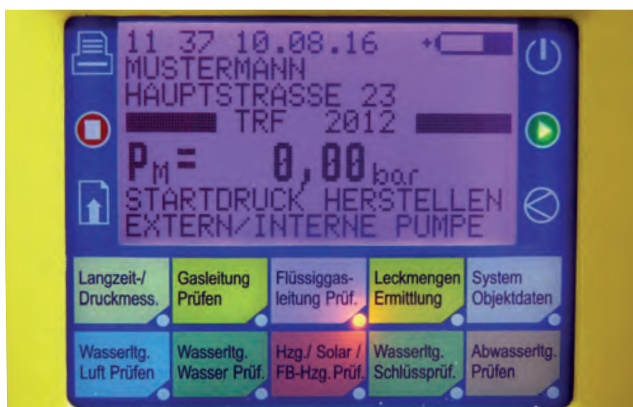 11 37 10.08.16
MUSTERMANN
HAUPTSTRASSE 23
TRF 2012
PM= 0,00 bar
STARTDRUCK HERSTELLEN
EXTERN/INTERNE PUMPE
Langzeit-/
Druckmess.
Gasleitung
Prüfen
Flüssiggas-
leitung Prüf.
Leckmengen
Ermittlung
System
Objektdaten
Wasserltg.
Luft Prüfen
Wasserltg.
Wasser Prüf.
Hzg./ Solar /
FB-Hzg. Prüf.
Wasserltg.
Schlüssprüf.
Abwasserltg.
Prüfen